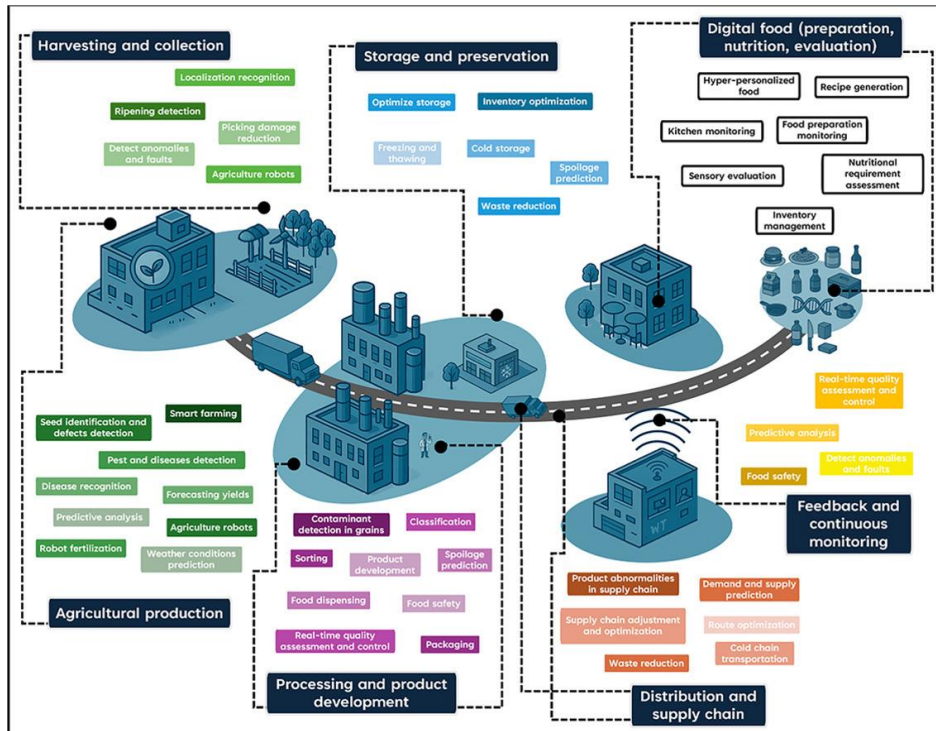 Harvesting and collection
Localization recognition
Ripening detection
Picking damage
reduction
Detect anomalies
and faults
Agriculture robots
Storage and preservation
Optimize storage
Inventory optimization
Freezing and
thawing
Cold storage
Spoilage
prediction
Waste reduction
Digital food (preparation,
nutrition, evaluation)
Hyper-personalized
food
Recipe generation
Kitchen monitoring
Food preparation
monitoring
Sensory evaluation
Nutritional
requirement
assessment
Inventory
management
Seed identification and
defects detection
Smart farming
Pest and diseases detection
Disease recognition
Forecasting yields
Predictive analysis
Agriculture robots
Robot fertilization
Weather conditions
prediction
Agricultural production
Contaminant
detection in grains
Classification
Sorting
Product
development
Spoilage
prediction
Food dispensing
Food safety
Real-time quality
assessment and control
Packaging
Processing and product
development
WT
Real-time quality
assessment and
control
Predictive analysis
Detect anomalies
and faults
Food safety
Feedback and
continuous
monitoring
Product abnormalities
in supply chain
Demand and supply
prediction
Supply chain adjustment
and optimization
Route optimization
Waste reduction
Cold chain
transportation
Distribution and
supply chain